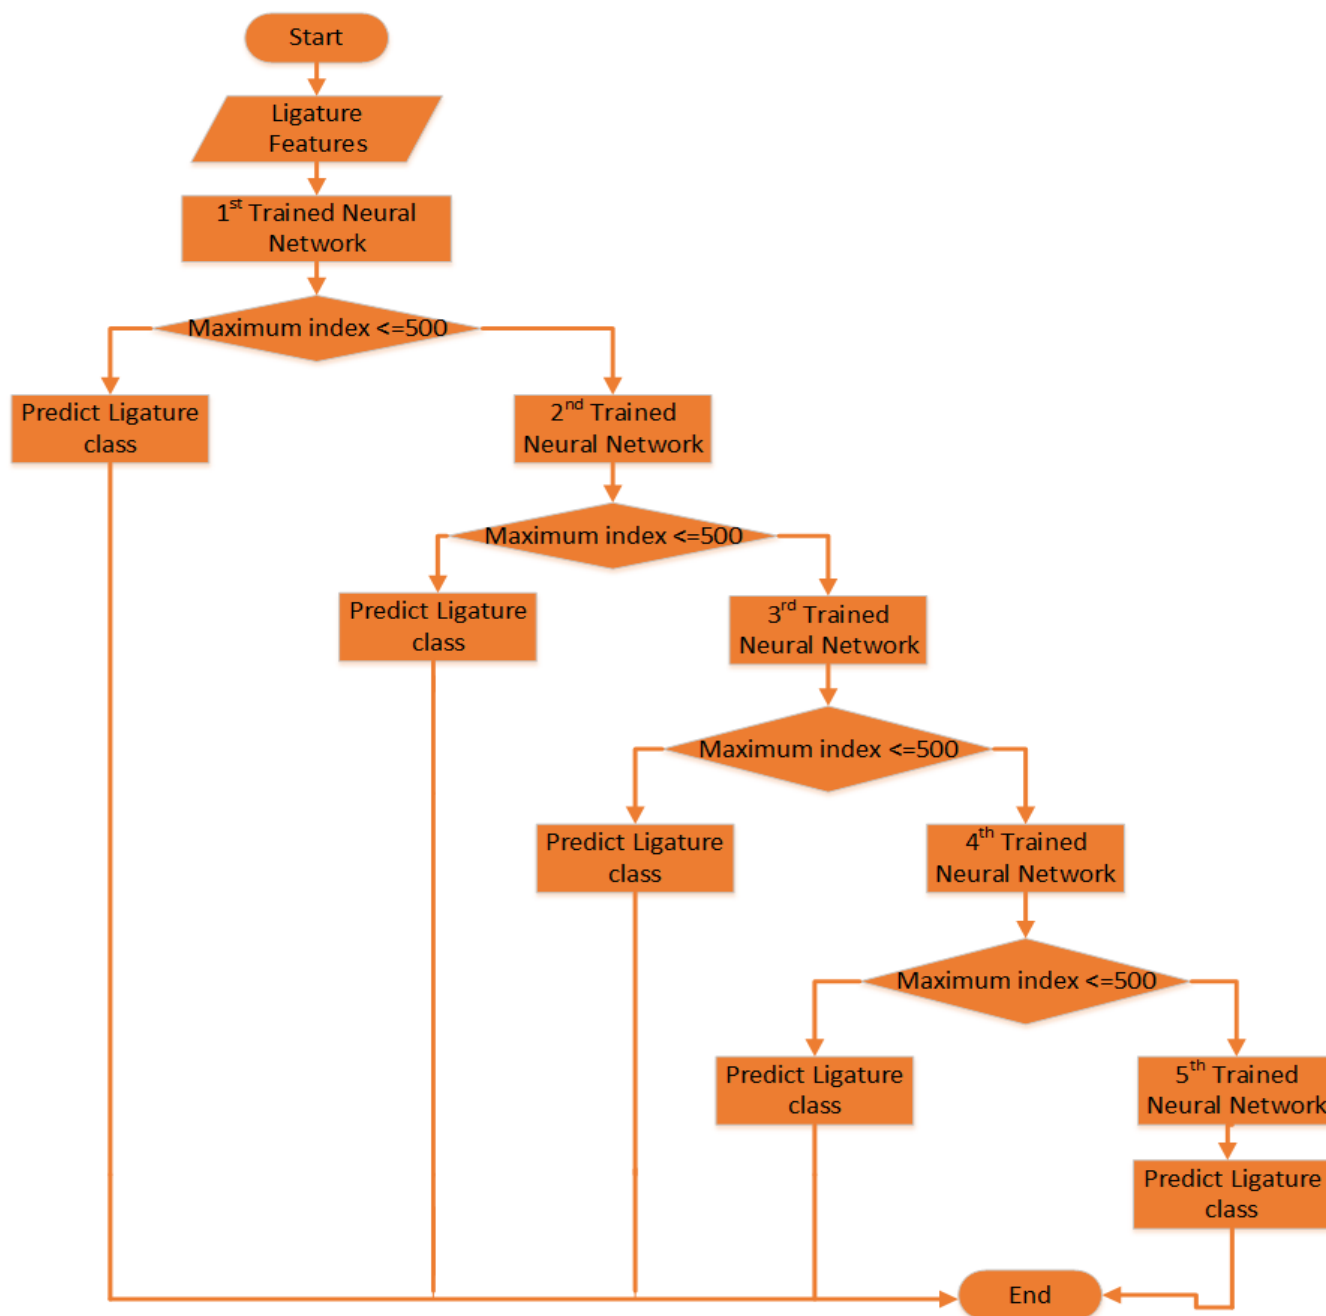 Start
Ligature
Features
1st Trained Neural
Network
Maximum index <=500
Predict Ligature
class
2nd Trained
Neural Network
Maximum index <=500
Predict Ligature
class
3rd Trained
Neural Network
Maximum index <=500
Predict Ligature
class
4th Trained
Neural Network
Maximum index <=500
Predict Ligature
class
5th Trained
Neural Network
Predict Ligature
class
End